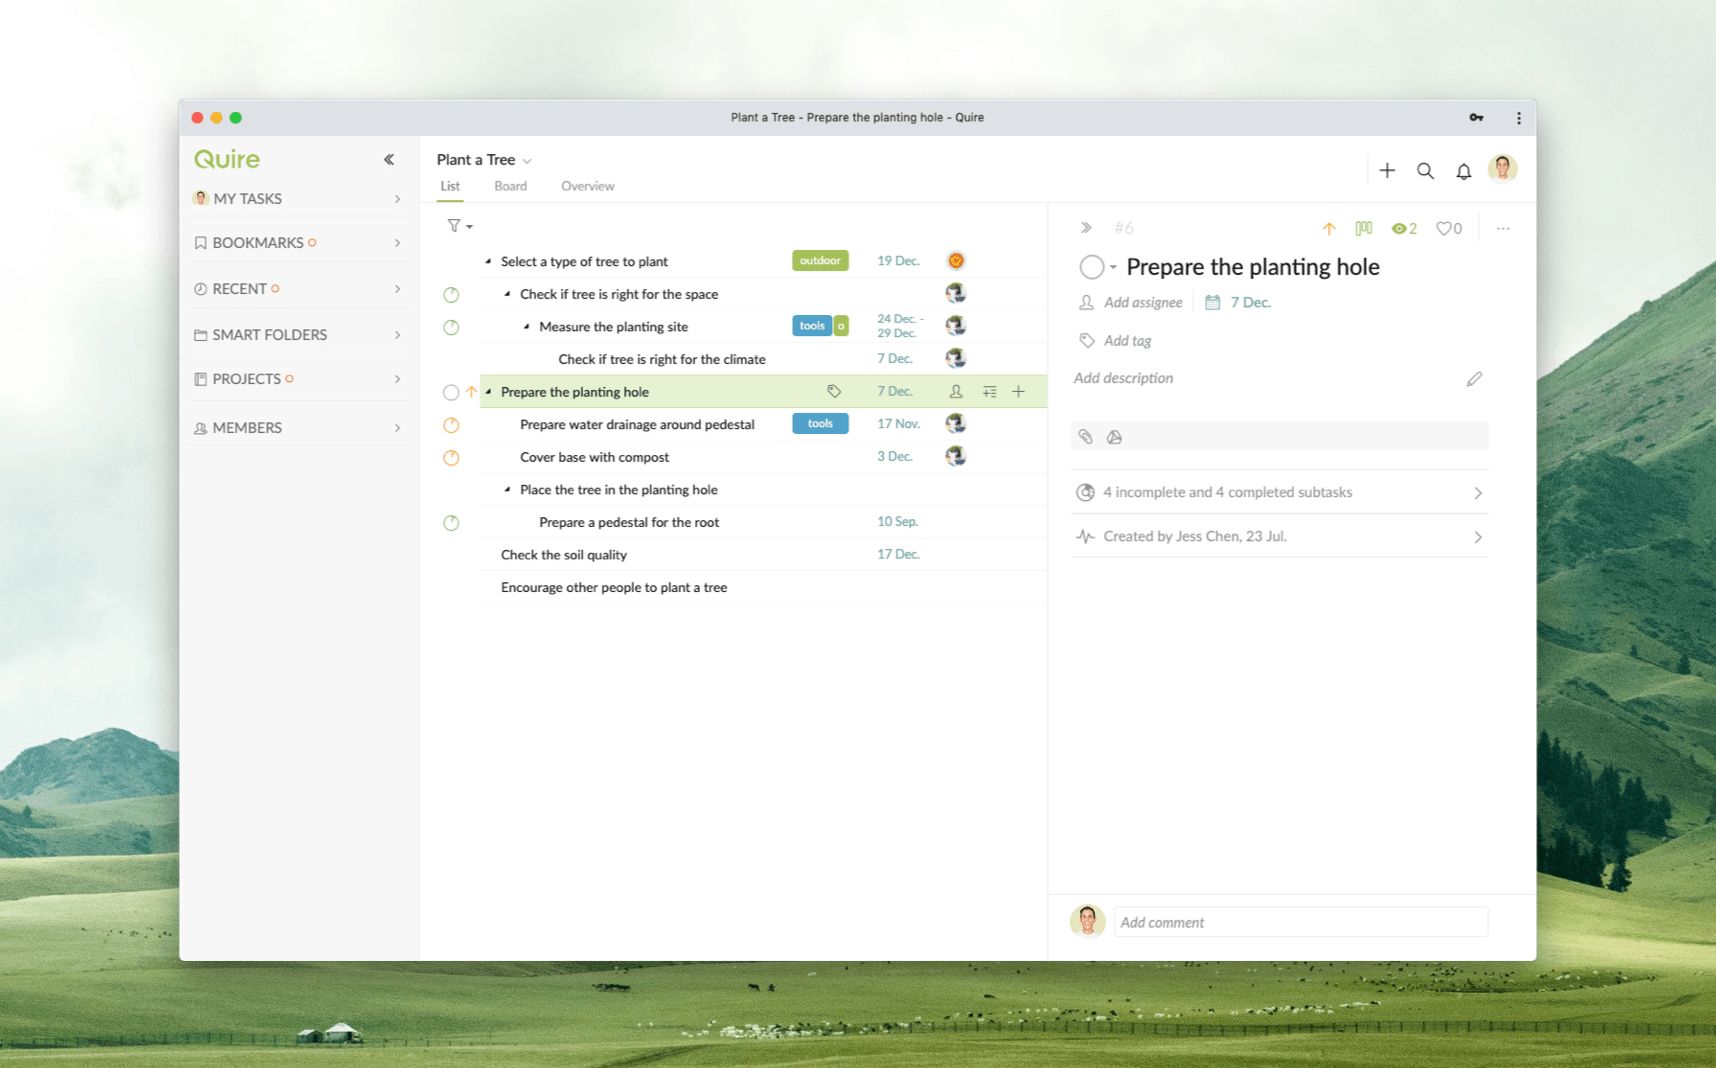 Plant a Tree - Prepare the planting hole - Quire
Quire
MY TASKS
BOOKMARKS
RECENT
SMART FOLDERS
PROJECTS
MEMBERS
Plant a Tree
List Board Overview
Select a type of tree to plant outdoor 19 Dec.
Check if tree is right for the space
Measure the planting site tools o 24 Dec. -
29 Dec.
Check if tree is right for the climate 7 Dec.
Prepare the planting hole 7 Dec.
Prepare water drainage around pedestal tools 17 Nov.
Cover base with compost 3 Dec.
Place the tree in the planting hole
Prepare a pedestal for the root 10 Sep.
Check the soil quality 17 Dec.
Encourage other people to plant a tree
#6 2 0
Prepare the planting hole
Add assignee 7 Dec.
Add tag
Add description
4 incomplete and 4 completed subtasks
Created by Jess Chen, 23 Jul.
Add comment